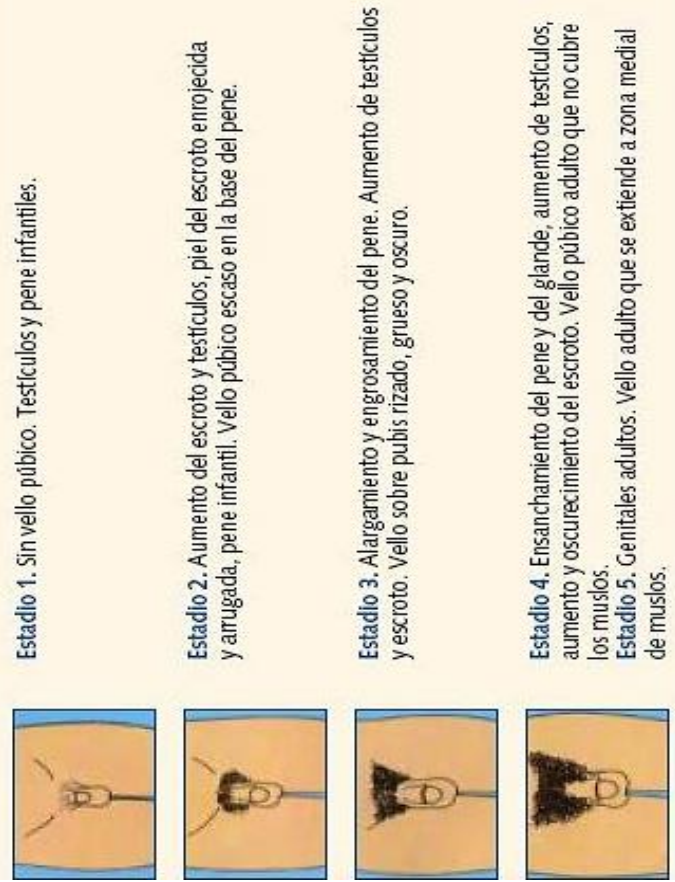 Estadio 1. Sin vello púbico. Testículos y pene infantiles.
Estadio 2. Aumento del escroto y testículos, piel del escroto enrojecida
y arrugada, pene infantil. Vello púbico escaso en la base del pene.
Estadio 3. Alargamiento y engrosamiento del pene. Aumento de testículos
y escroto. Vello sobre pubis rizado, grueso y oscuro.
Estadio 4. Ensanchamiento del pene y del glande, aumento de testículos,
aumento y oscurecimiento del escroto. Vello púbico adulto que no cubre
los muslos.
Estadio 5. Genitales adultos. Vello adulto que se extiende a zona medial
de muslos.